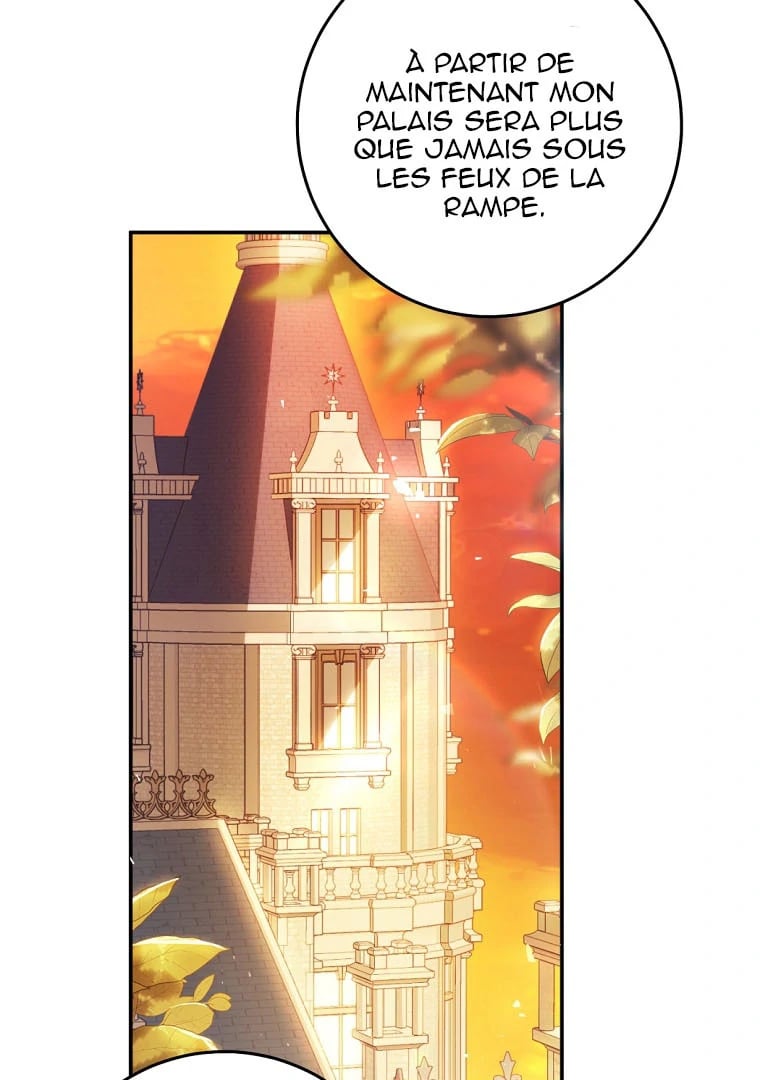 À PARTIR DE
MAINTENANT MON
PALAIS SERA PLUS
QUE JAMAIS SOUS
LES FEUX DE LA
RAMPE.